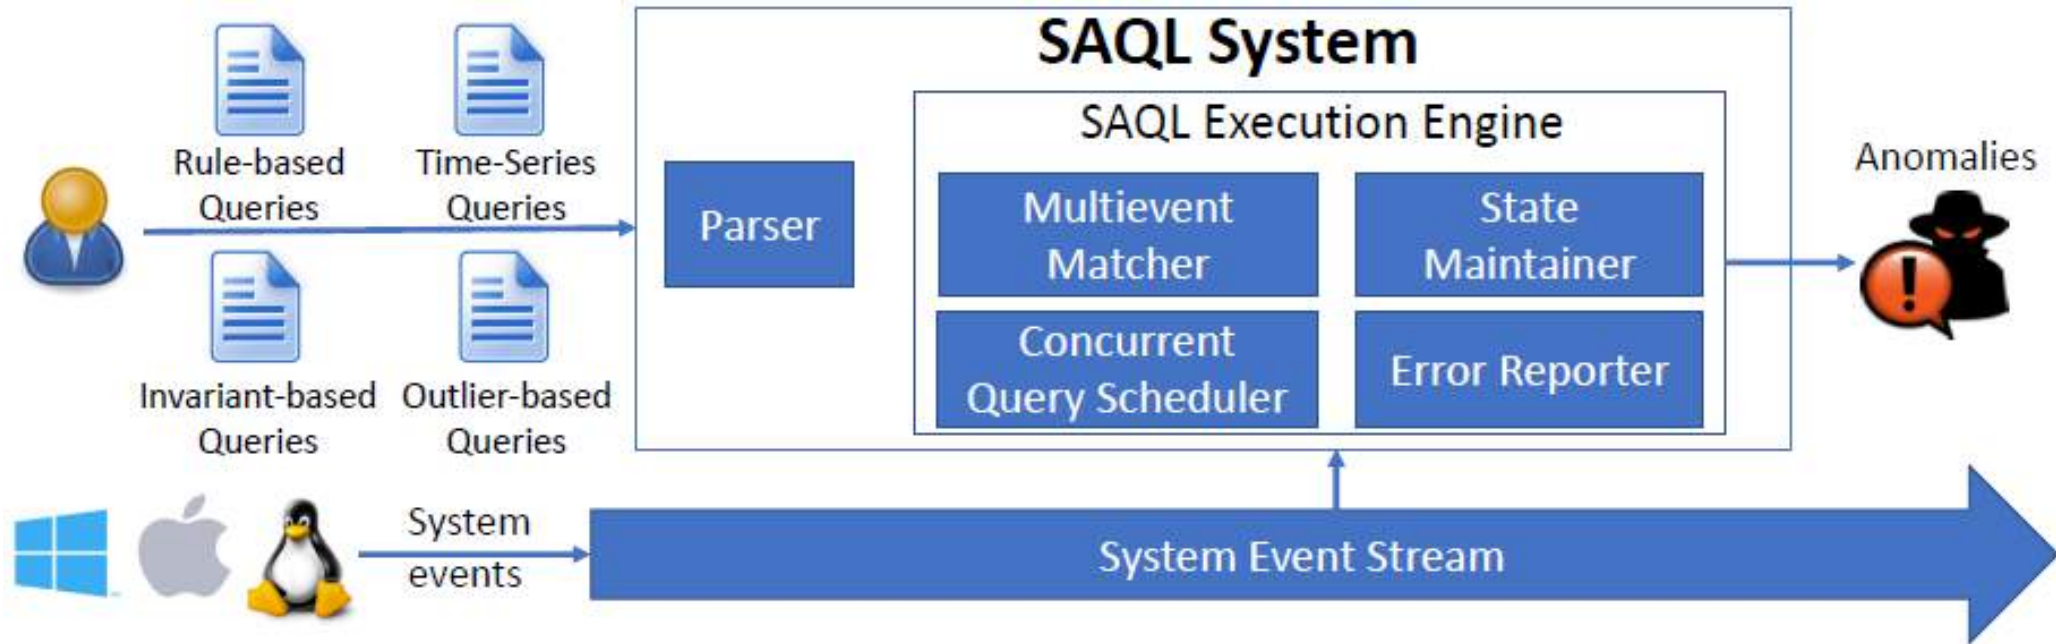 SAQL System
SAQL Execution Engine
Rule-based
Queries
Time-Series
Queries
Invariant-based
Queries
Outlier-based
Queries
Parser
Multievent
Matcher
State
Maintainer
Concurrent
Query Scheduler
Error Reporter
Anomalies
System
events
System Event Stream